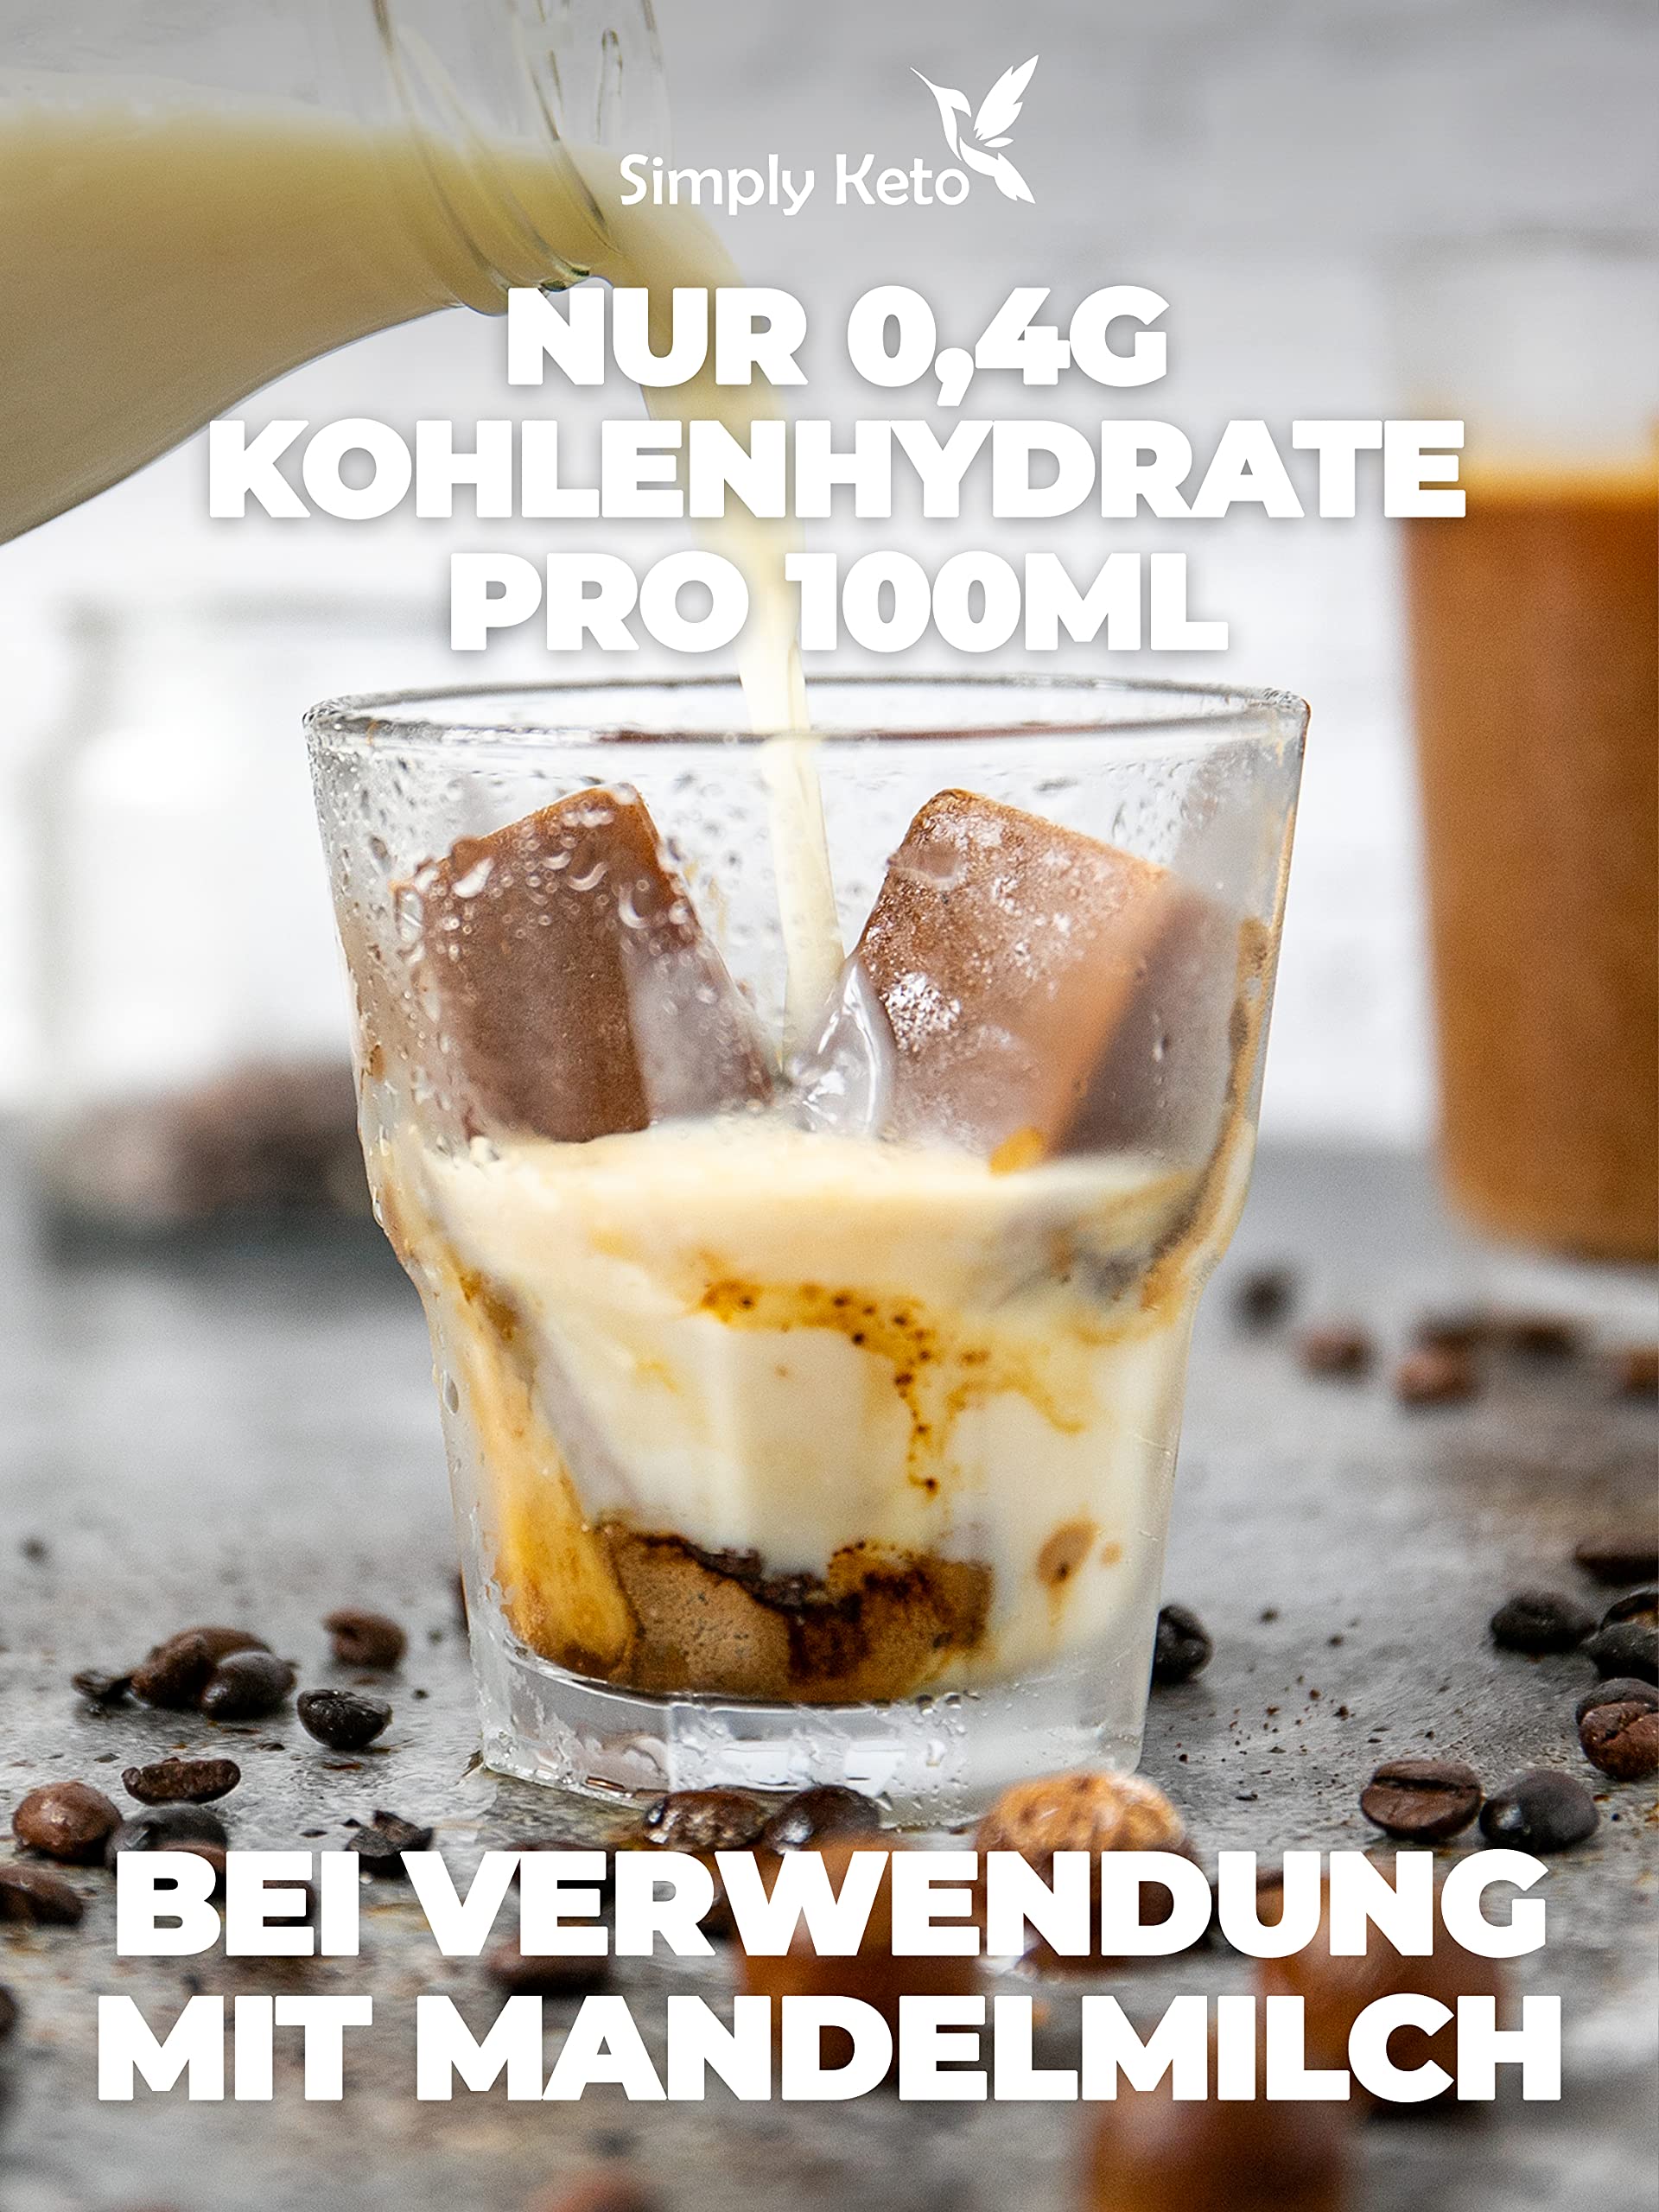 Simply Keto
NUR 0,4G
KOHLENHYDRATE
PRO 100ML
BEI VERWENDUNG
MIT MANDELMILCH